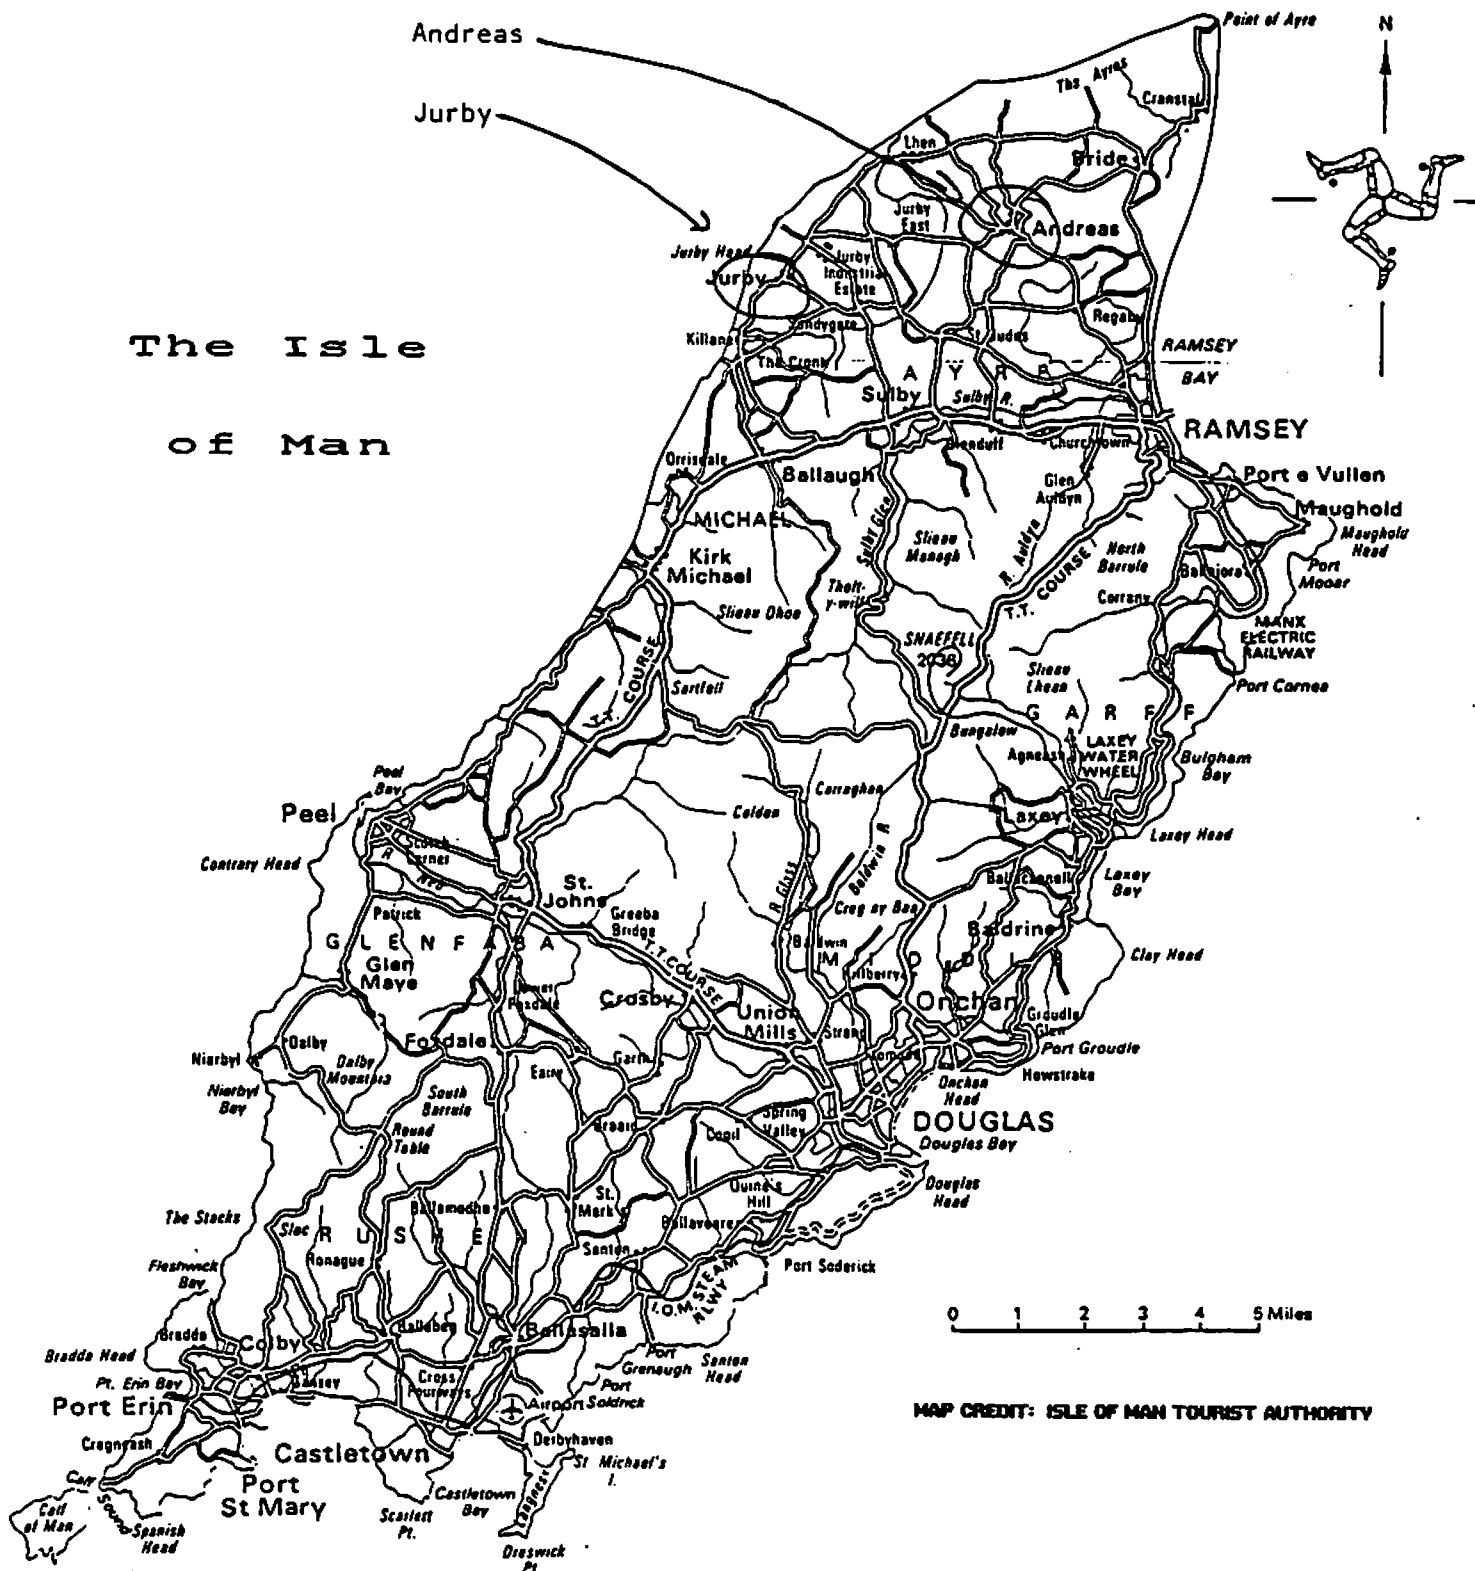 Andreas
Jurby
The Isle
of Man
N
Point of Ayre
The Ayres
Cranstal
Lhen
Bride
Jurby
East
Andreas
Jurby Head
Jurby
Jurby
Industrial
Estate
Regaby
St. Judes
Killane
The Cronk
RAMSEY
BAY
A Y R E
Sulby
Sulby R.
RAMSEY
Churchtown
Orrisdale
Ballaugh
Glen
Auldyn
Port e Vullen
Maughold
Maughold
Head
MICHAEL
Kirk
Michael
Sulby Glen
Slieau
Managh
R. Auldyn
T.T. COURSE
North
Barrule
Ballajora
Port
Mooar
Slieau Dhoo
Corrany
MANX
ELECTRIC
RAILWAY
SNAEFELL
2036
Slieau
Lhean
Port Cornea
T.T. COURSE
Sartfell
Bungalow
G A R F F
Agneash
LAXEY
WATER
WHEEL
Bulgham
Bay
Peel
Bay
Peel
Colden
Carraghan
Laxey
Laxey Head
Contrary Head
R. Glass
Baldwin R
Laxey
Bay
St.
Johns
Patrick
Greeba
Bridge
Creg ny Baa
Baldrine
G L E N F A B A
Glen
Maye
T.T. COURSE
Baldwin
M I D D L E
Clay Head
Crosby
Union
Mills
Onchan
Groudle
Glen
Niarbyl
Dalby
Foxdale
Strang
Port Groudle
Niarbyl
Bay
Dalby
Mountain
Garth
Howstrake
South
Barrule
Eairy
Onchan
Head
Round
Table
Braaid
Cooil
Spring
Valley
DOUGLAS
Douglas Bay
Douglas
Head
The Stacks
Ballamodha
St.
Mark's
Quine's
Hill
Sloc
R U S H E N
Ronague
Santon
Port Soderick
Fleshwick
Bay
I.O.M. STEAM
RLWY
0 1 2 3 4 5 Miles
Bradda
Colby
Ballabeg
Ballasalla
Bradda Head
Port
Grenaugh
Santon
Head
Pt. Erin Bay
Cross
Fourways
Port
Soldrick
Port Erin
Airport
MAP CREDIT: ISLE OF MAN TOURIST AUTHORITY
Cregneash
Castletown
Derbyhaven
St Michael's
I.
Port
St Mary
Calf
Sound
Calf
of Man
Spanish
Head
Scarlett
Pt.
Castletown
Bay
Langness
Dreswick
Pt